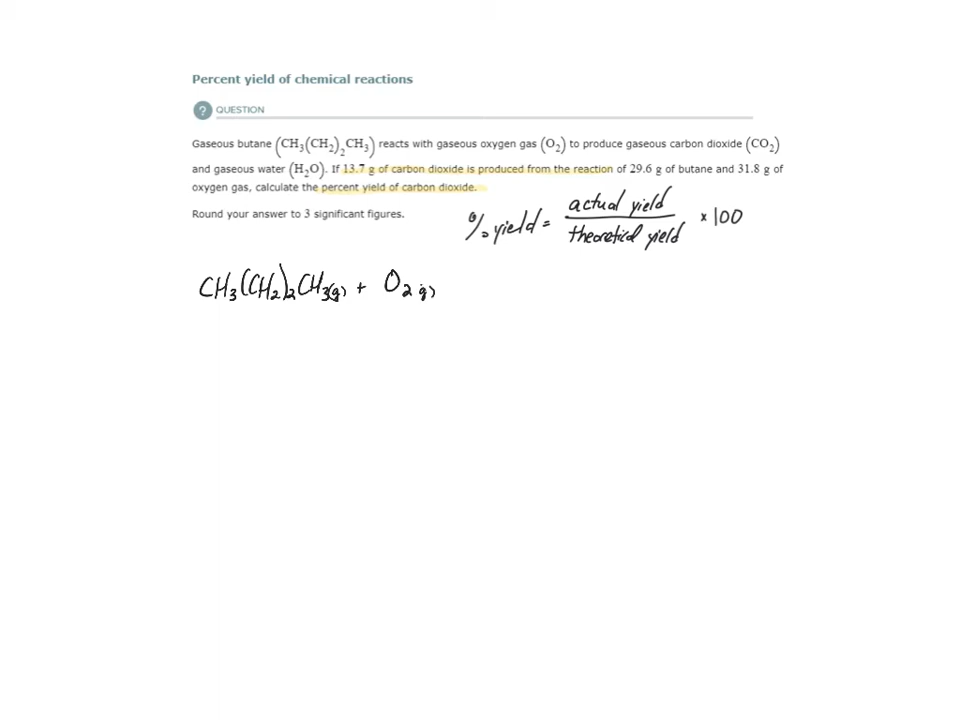 Percent yield of chemical reactions
? QUESTION
Gaseous butane (CH₃(CH₂)₂CH₃) reacts with gaseous oxygen gas (O₂) to produce gaseous carbon dioxide (CO₂)
and gaseous water (H₂O). If 13.7 g of carbon dioxide is produced from the reaction of 29.6 g of butane and 31.8 g of
oxygen gas, calculate the percent yield of carbon dioxide.
Round your answer to 3 significant figures.
% yield = actual yield / theoretical yield × 100
CH₃(CH₂)₂CH₃(g) + O₂(g)